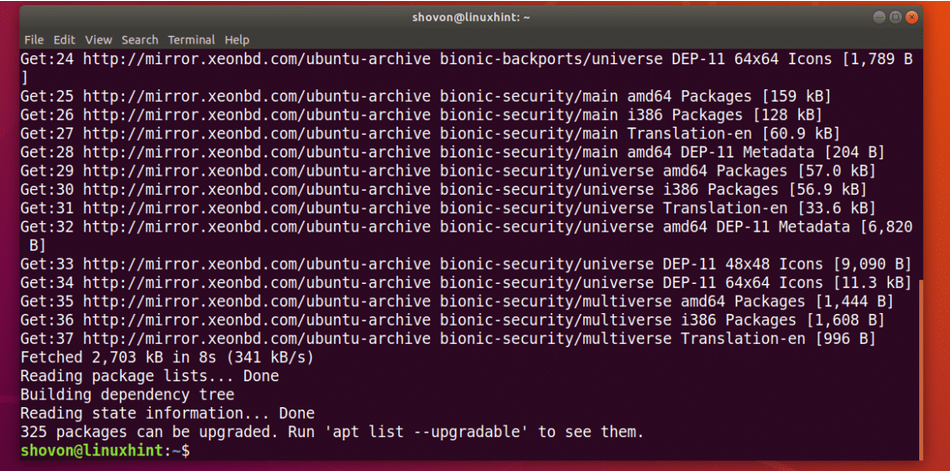 shovon@linuxhint: ~
File Edit View Search Terminal Help
Get:24 http://mirror.xeonbd.com/ubuntu-archive bionic-backports/universe DEP-11 64x64 Icons [1,789 B
]
Get:25 http://mirror.xeonbd.com/ubuntu-archive bionic-security/main amd64 Packages [159 kB]
Get:26 http://mirror.xeonbd.com/ubuntu-archive bionic-security/main i386 Packages [128 kB]
Get:27 http://mirror.xeonbd.com/ubuntu-archive bionic-security/main Translation-en [60.9 kB]
Get:28 http://mirror.xeonbd.com/ubuntu-archive bionic-security/main amd64 DEP-11 Metadata [204 B]
Get:29 http://mirror.xeonbd.com/ubuntu-archive bionic-security/universe amd64 Packages [57.0 kB]
Get:30 http://mirror.xeonbd.com/ubuntu-archive bionic-security/universe i386 Packages [56.9 kB]
Get:31 http://mirror.xeonbd.com/ubuntu-archive bionic-security/universe Translation-en [33.6 kB]
Get:32 http://mirror.xeonbd.com/ubuntu-archive bionic-security/universe amd64 DEP-11 Metadata [6,820
 B]
Get:33 http://mirror.xeonbd.com/ubuntu-archive bionic-security/universe DEP-11 48x48 Icons [9,090 B]
Get:34 http://mirror.xeonbd.com/ubuntu-archive bionic-security/universe DEP-11 64x64 Icons [11.3 kB]
Get:35 http://mirror.xeonbd.com/ubuntu-archive bionic-security/multiverse amd64 Packages [1,444 B]
Get:36 http://mirror.xeonbd.com/ubuntu-archive bionic-security/multiverse i386 Packages [1,608 B]
Get:37 http://mirror.xeonbd.com/ubuntu-archive bionic-security/multiverse Translation-en [996 B]
Fetched 2,703 kB in 8s (341 kB/s)
Reading package lists... Done
Building dependency tree
Reading state information... Done
325 packages can be upgraded. Run 'apt list --upgradable' to see them.
shovon@linuxhint:~$